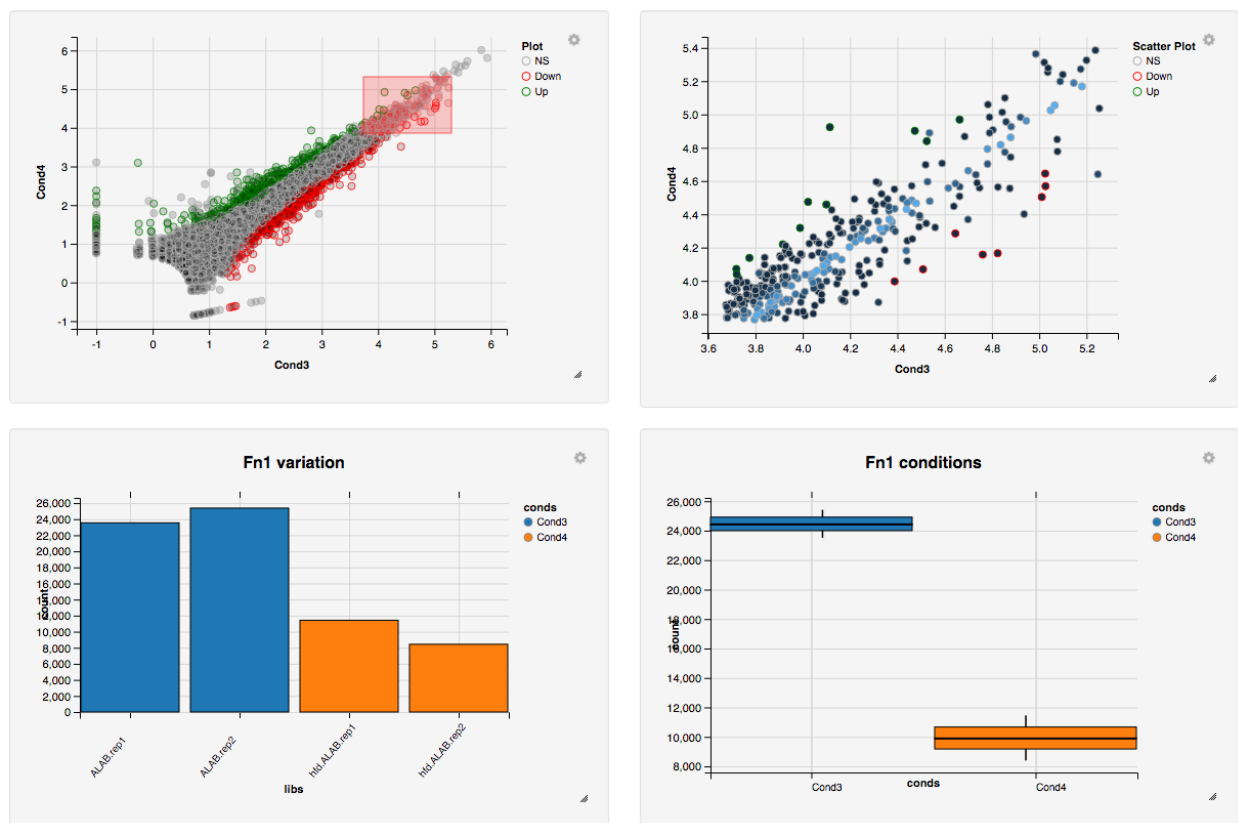 Plot
NS
Down
Up
6
5
4
3
2
1
0
-1
Cond4
-1 0 1 2 3 4 5 6
Cond3
Scatter Plot
NS
Down
Up
5.4
5.2
5.0
4.8
4.6
4.4
4.2
4.0
3.8
Cond4
3.6 3.8 4.0 4.2 4.4 4.6 4.8 5.0 5.2
Cond3
Fn1 variation
conds
Cond3
Cond4
26,000
24,000
22,000
20,000
18,000
16,000
14,000
12,000
10,000
8,000
6,000
4,000
2,000
0
count
ALAB.rep1 ALAB.rep2 hfd.ALAB.rep1 hfd.ALAB.rep2
libs
Fn1 conditions
conds
Cond3
Cond4
26,000
24,000
22,000
20,000
18,000
16,000
14,000
12,000
10,000
8,000
count
Cond3 Cond4
conds